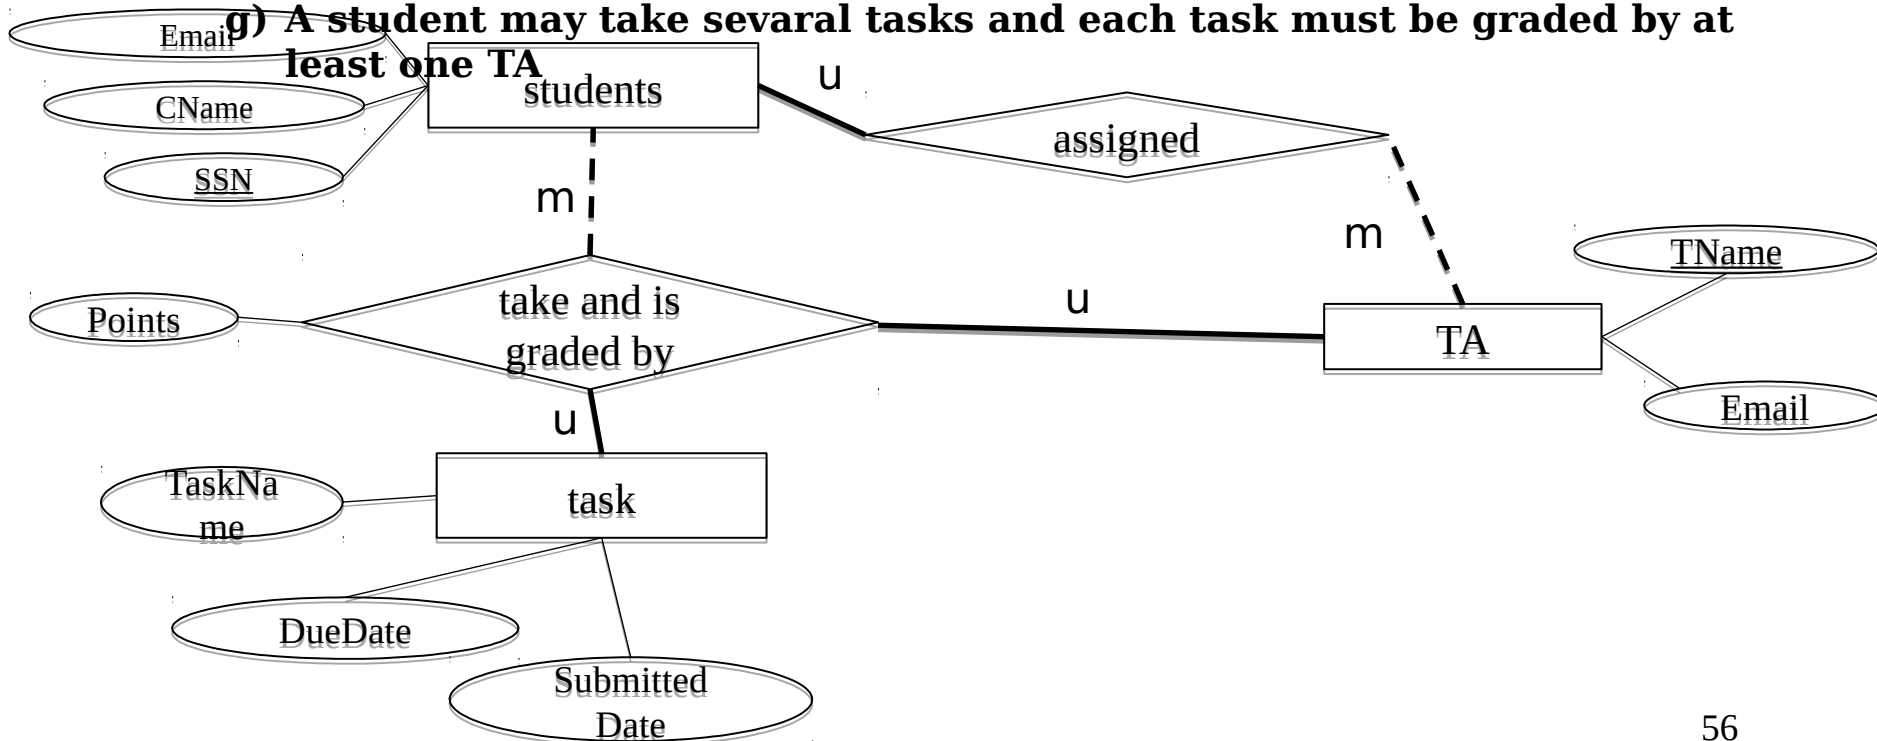 g) A student may take sevaral tasks and each task must be graded by at
least one TA
Email
students
u
CName
assigned
SSN
m
m
TName
Points
take and is
graded by
u
TA
u
Email
TaskNa
me
task
DueDate
Submitted
Date
56